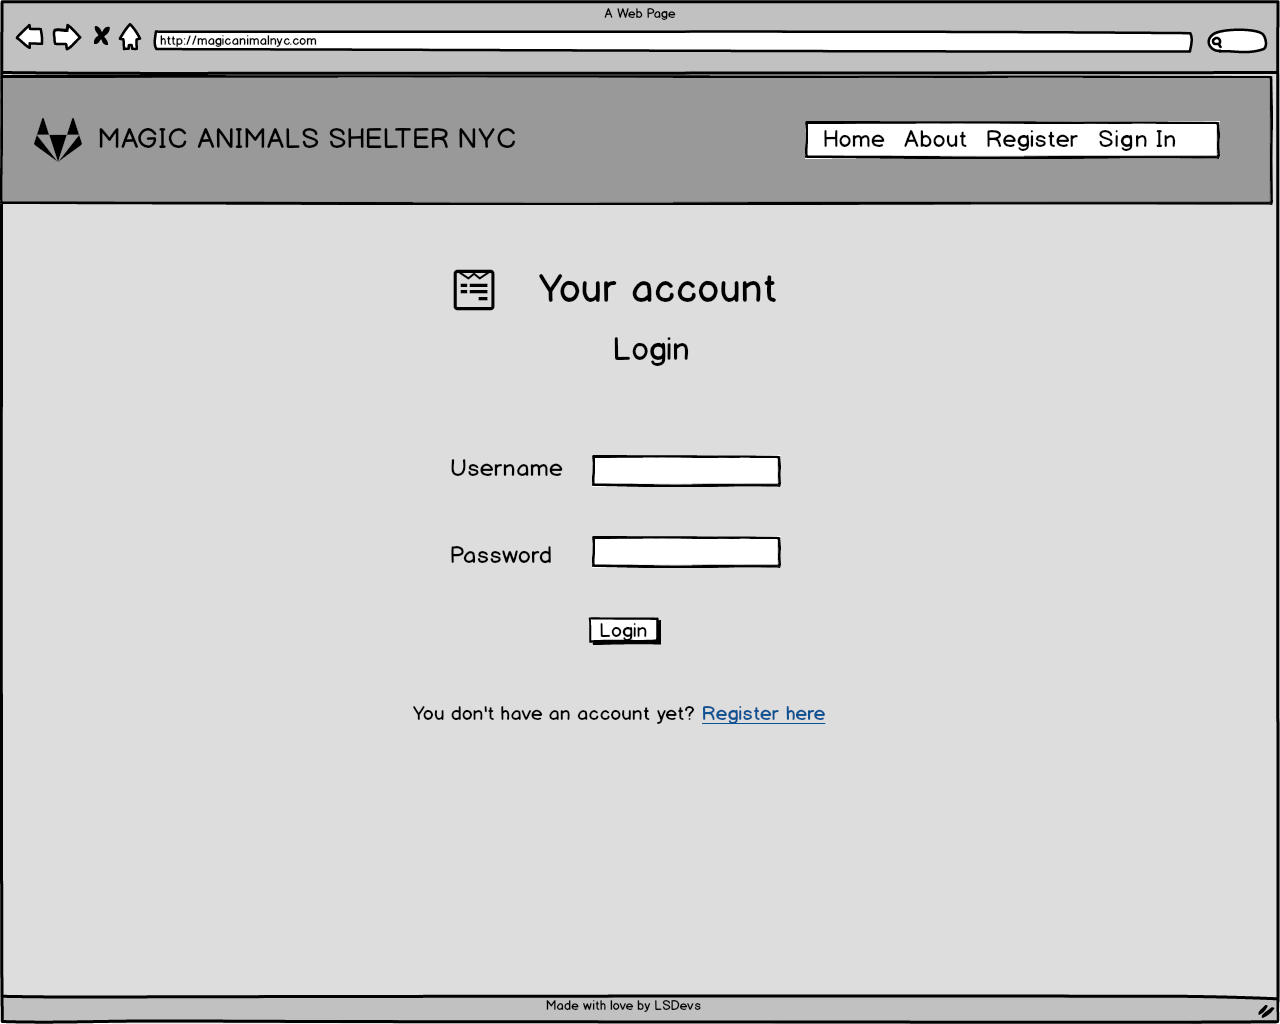 A Web Page
http://magicanimalnyc.com
MAGIC ANIMALS SHELTER NYC
Home About Register Sign In
Your account
Login
Username
Password
Login
You don't have an account yet? Register here
Made with love by LSDevs